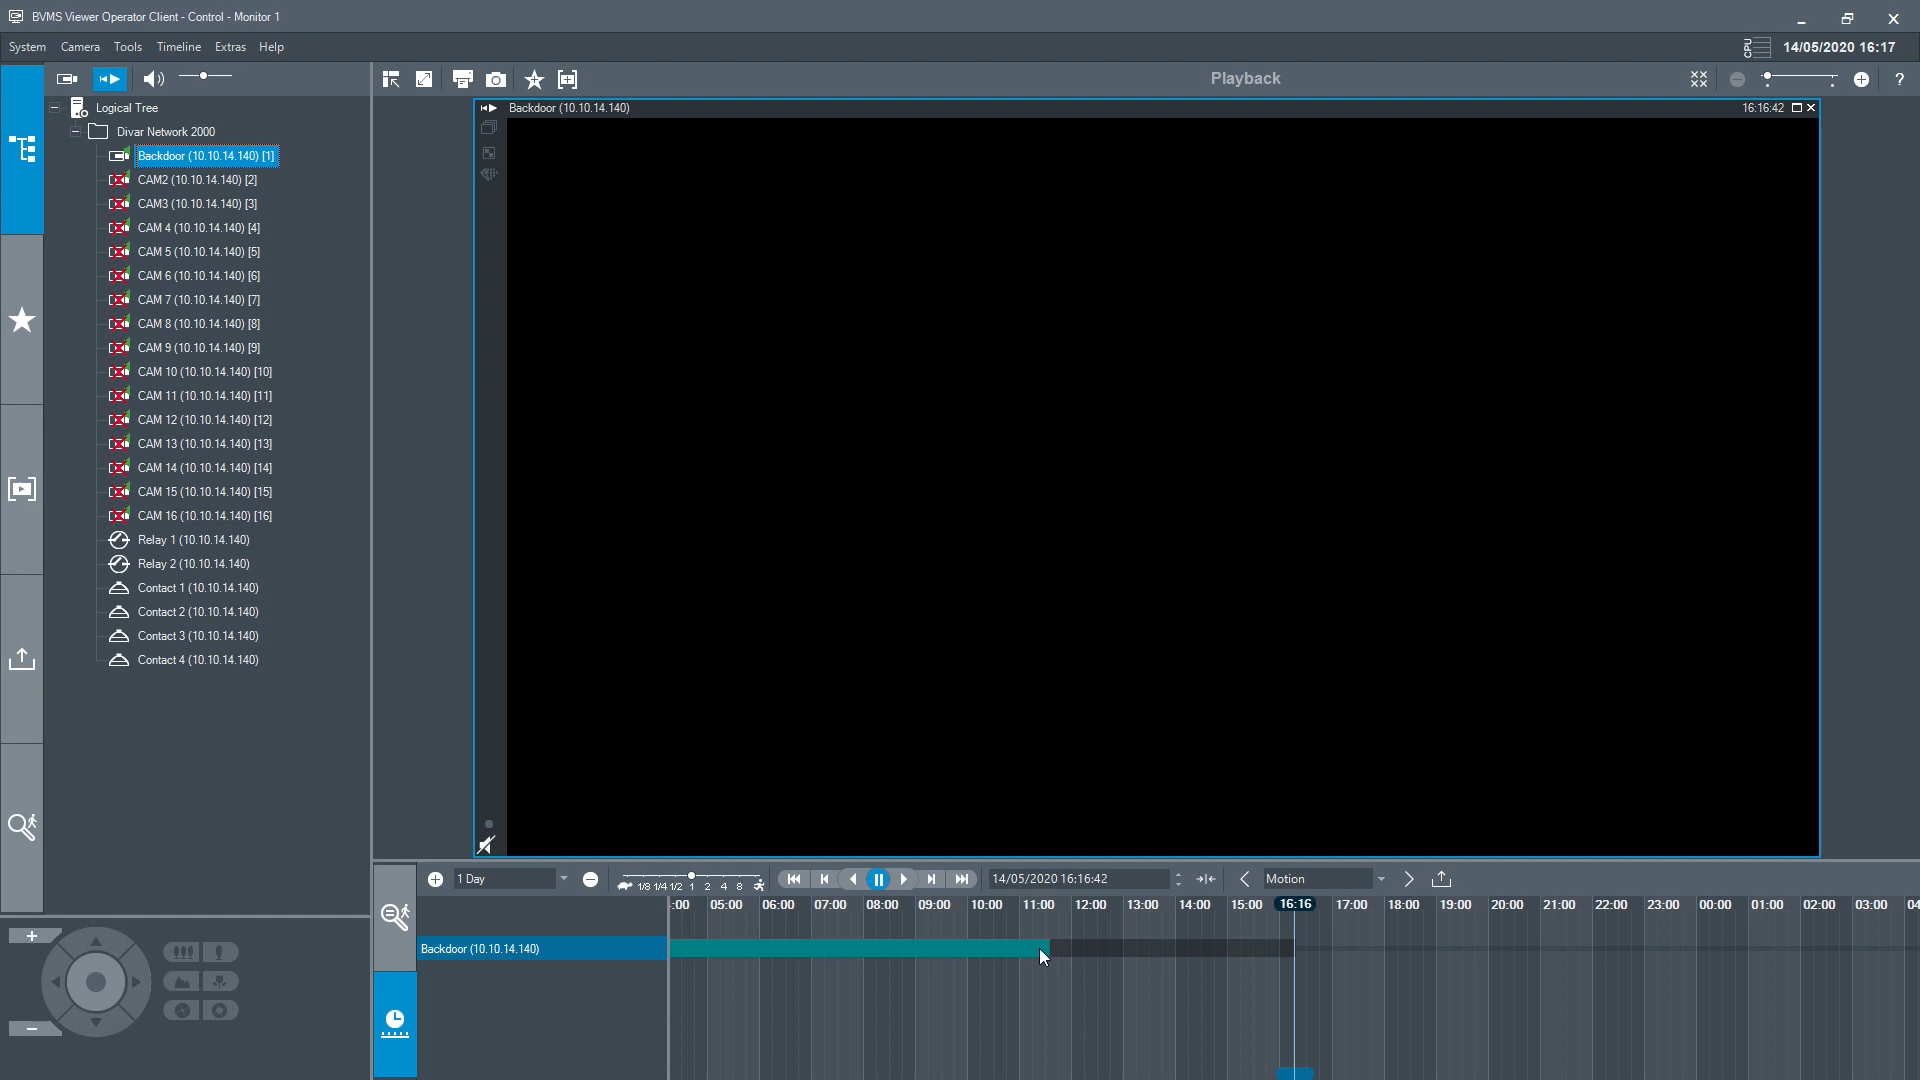 BVMS Viewer Operator Client - Control - Monitor 1
System Camera Tools Timeline Extras Help
CPU 14/05/2020 16:17
Playback ?
Logical Tree
Divar Network 2000
Backdoor (10.10.14.140) [1]
CAM2 (10.10.14.140) [2]
CAM3 (10.10.14.140) [3]
CAM 4 (10.10.14.140) [4]
CAM 5 (10.10.14.140) [5]
CAM 6 (10.10.14.140) [6]
CAM 7 (10.10.14.140) [7]
CAM 8 (10.10.14.140) [8]
CAM 9 (10.10.14.140) [9]
CAM 10 (10.10.14.140) [10]
CAM 11 (10.10.14.140) [11]
CAM 12 (10.10.14.140) [12]
CAM 13 (10.10.14.140) [13]
CAM 14 (10.10.14.140) [14]
CAM 15 (10.10.14.140) [15]
CAM 16 (10.10.14.140) [16]
Relay 1 (10.10.14.140)
Relay 2 (10.10.14.140)
Contact 1 (10.10.14.140)
Contact 2 (10.10.14.140)
Contact 3 (10.10.14.140)
Contact 4 (10.10.14.140)
Backdoor (10.10.14.140) 16:16:42
1 Day 1/8 1/4 1/2 1 2 4 8 14/05/2020 16:16:42 Motion
:00 05:00 06:00 07:00 08:00 09:00 10:00 11:00 12:00 13:00 14:00 15:00 16:16 17:00 18:00 19:00 20:00 21:00 22:00 23:00 00:00 01:00 02:00 03:00 04
Backdoor (10.10.14.140)